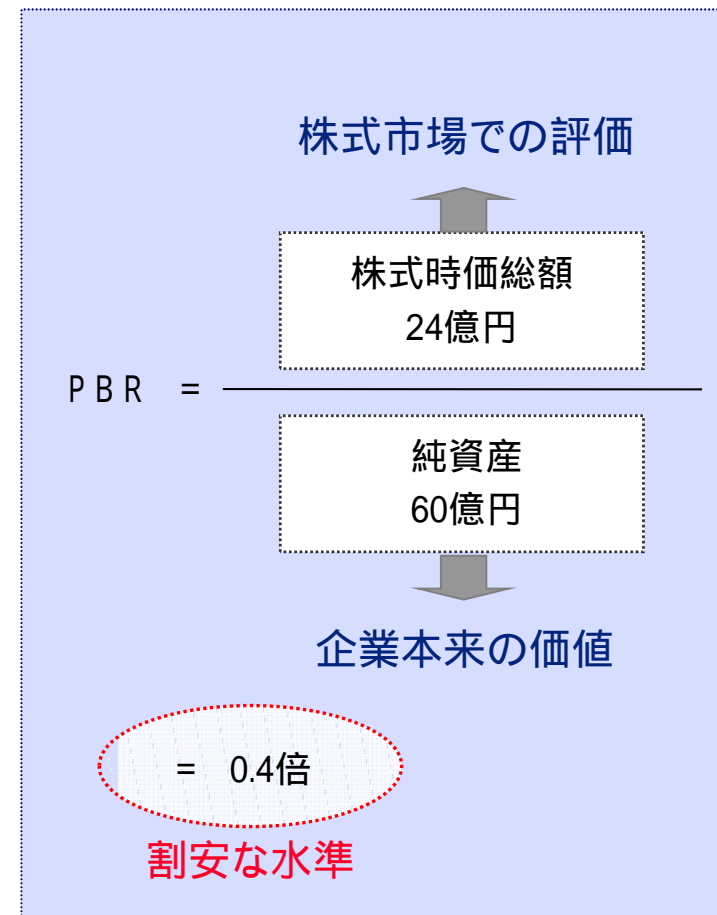 株式市場での評価
株式時価総額
24億円
PBR =
純資産
60億円
企業本来の価値
= 0.4倍
割安な水準